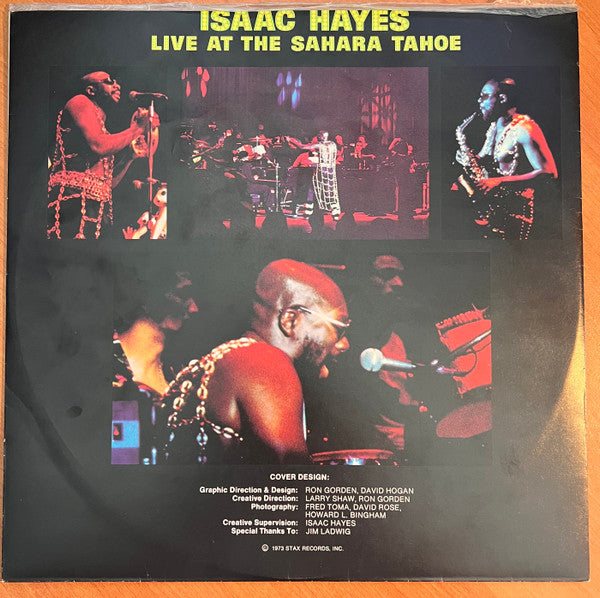 ISAAC HAYES
LIVE AT THE SAHARA TAHOE
COVER DESIGN:
Graphic Direction & Design: RON GORDEN, DAVID HOGAN
Creative Direction: LARRY SHAW, RON GORDEN
Photography: FRED TOMA, DAVID ROSE,
HOWARD L. BINGHAM
Creative Supervision: ISAAC HAYES
Special Thanks To: JIM LADWIG
© 1973 STAX RECORDS, INC.